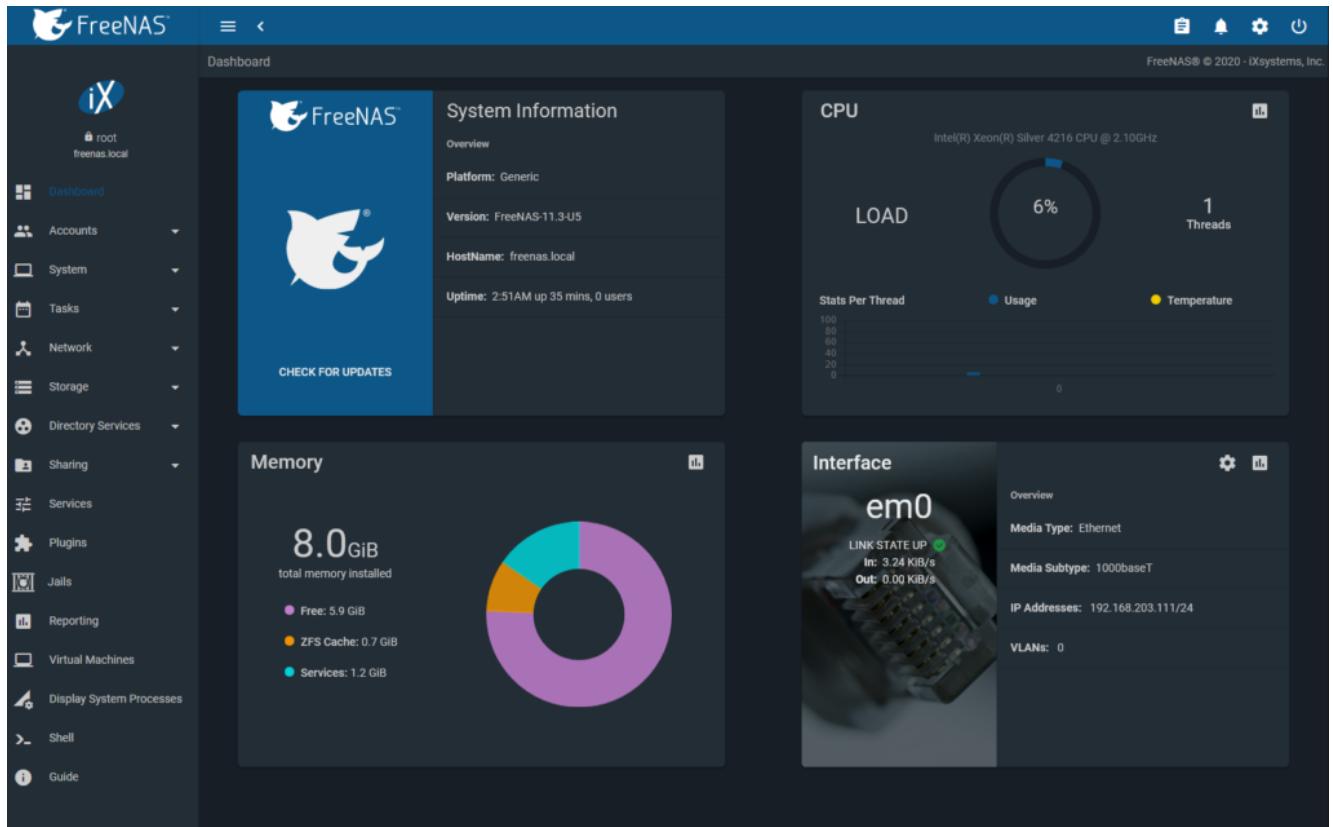 FreeNAS™
Dashboard
FreeNAS® © 2020 - iXsystems, Inc.
iX
root
freenas.local
Dashboard
Accounts
System
Tasks
Network
Storage
Directory Services
Sharing
Services
Plugins
Jails
Reporting
Virtual Machines
Display System Processes
Shell
Guide
FreeNAS™
®
CHECK FOR UPDATES
System Information
Overview
Platform: Generic
Version: FreeNAS-11.3-U5
HostName: freenas.local
Uptime: 2:51AM up 35 mins, 0 users
CPU
Intel(R) Xeon(R) Silver 4216 CPU @ 2.10GHz
LOAD
6%
1
Threads
Stats Per Thread
Usage
Temperature
100
80
60
40
20
0
0
Memory
8.0GiB
total memory installed
Free: 5.9 GiB
ZFS Cache: 0.7 GiB
Services: 1.2 GiB
Interface
em0
LINK STATE UP
In: 3.24 KiB/s
Out: 0.00 KiB/s
Overview
Media Type: Ethernet
Media Subtype: 1000baseT
IP Addresses: 192.168.203.111/24
VLANs: 0